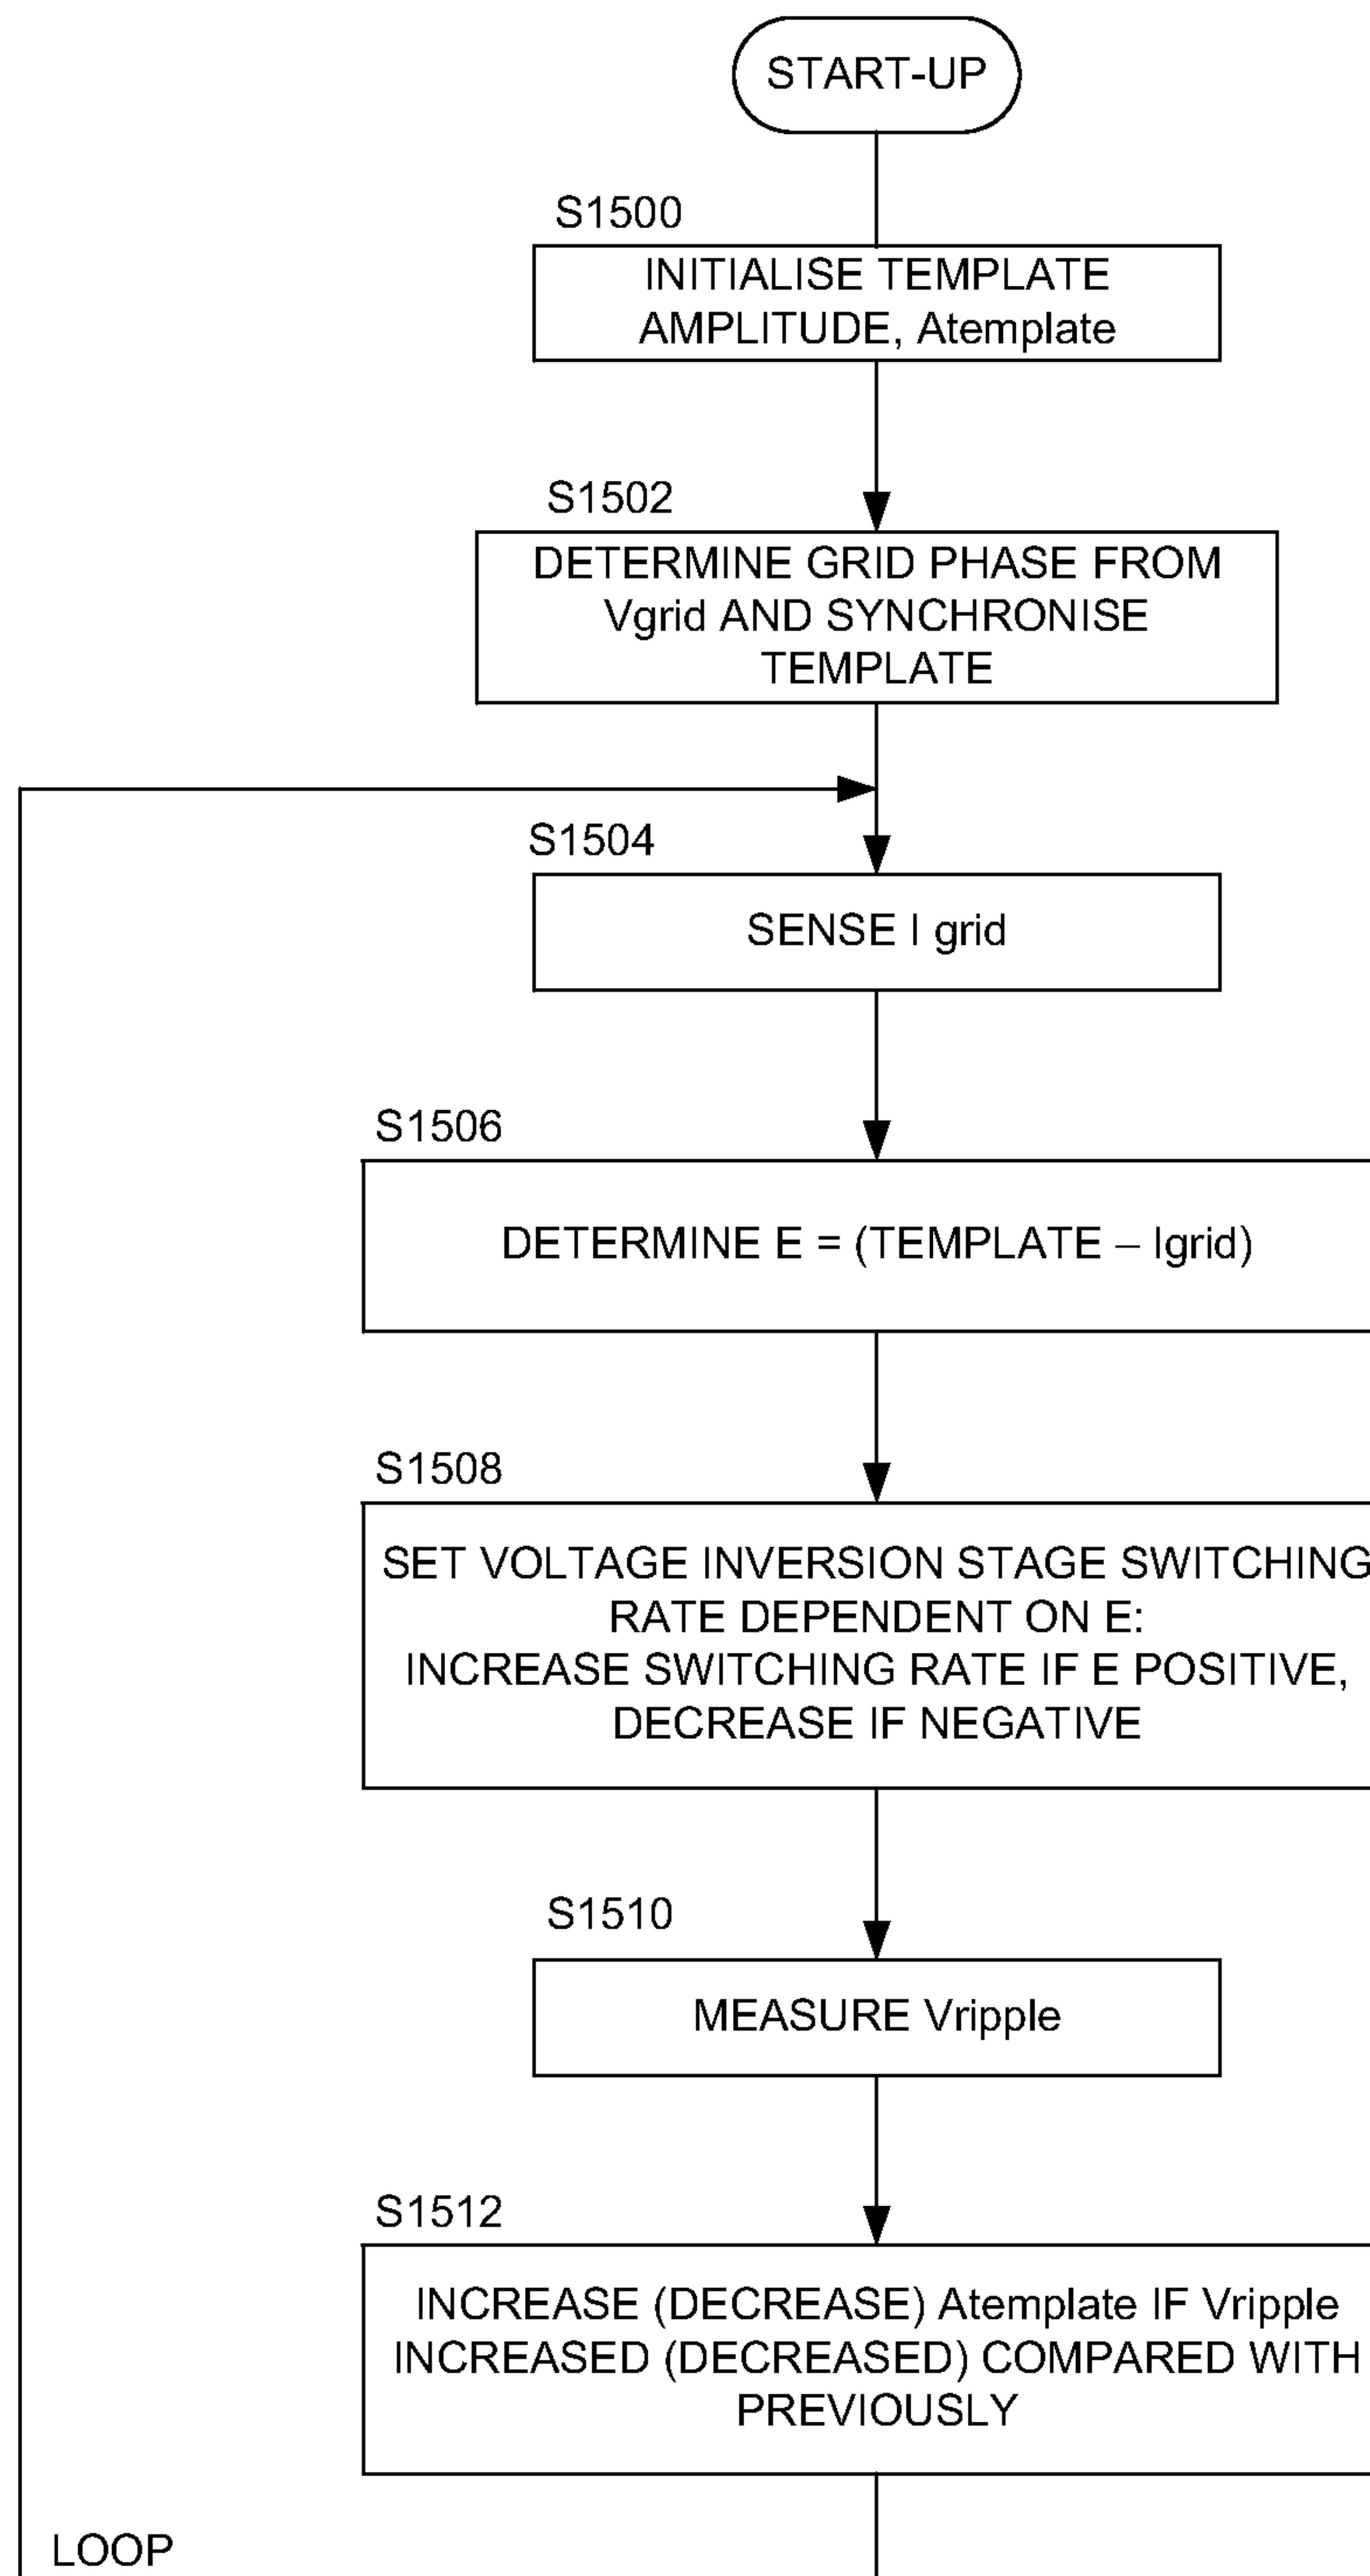 START-UP
S1500
INITIALISE TEMPLATE
AMPLITUDE, Atemplate
S1502
DETERMINE GRID PHASE FROM
Vgrid AND SYNCHRONISE
TEMPLATE
S1504
SENSE I grid
S1506
DETERMINE E = (TEMPLATE – Igrid)
S1508
SET VOLTAGE INVERSION STAGE SWITCHING
RATE DEPENDENT ON E:
INCREASE SWITCHING RATE IF E POSITIVE,
DECREASE IF NEGATIVE
S1510
MEASURE Vripple
S1512
INCREASE (DECREASE) Atemplate IF Vripple
INCREASED (DECREASED) COMPARED WITH
PREVIOUSLY
LOOP